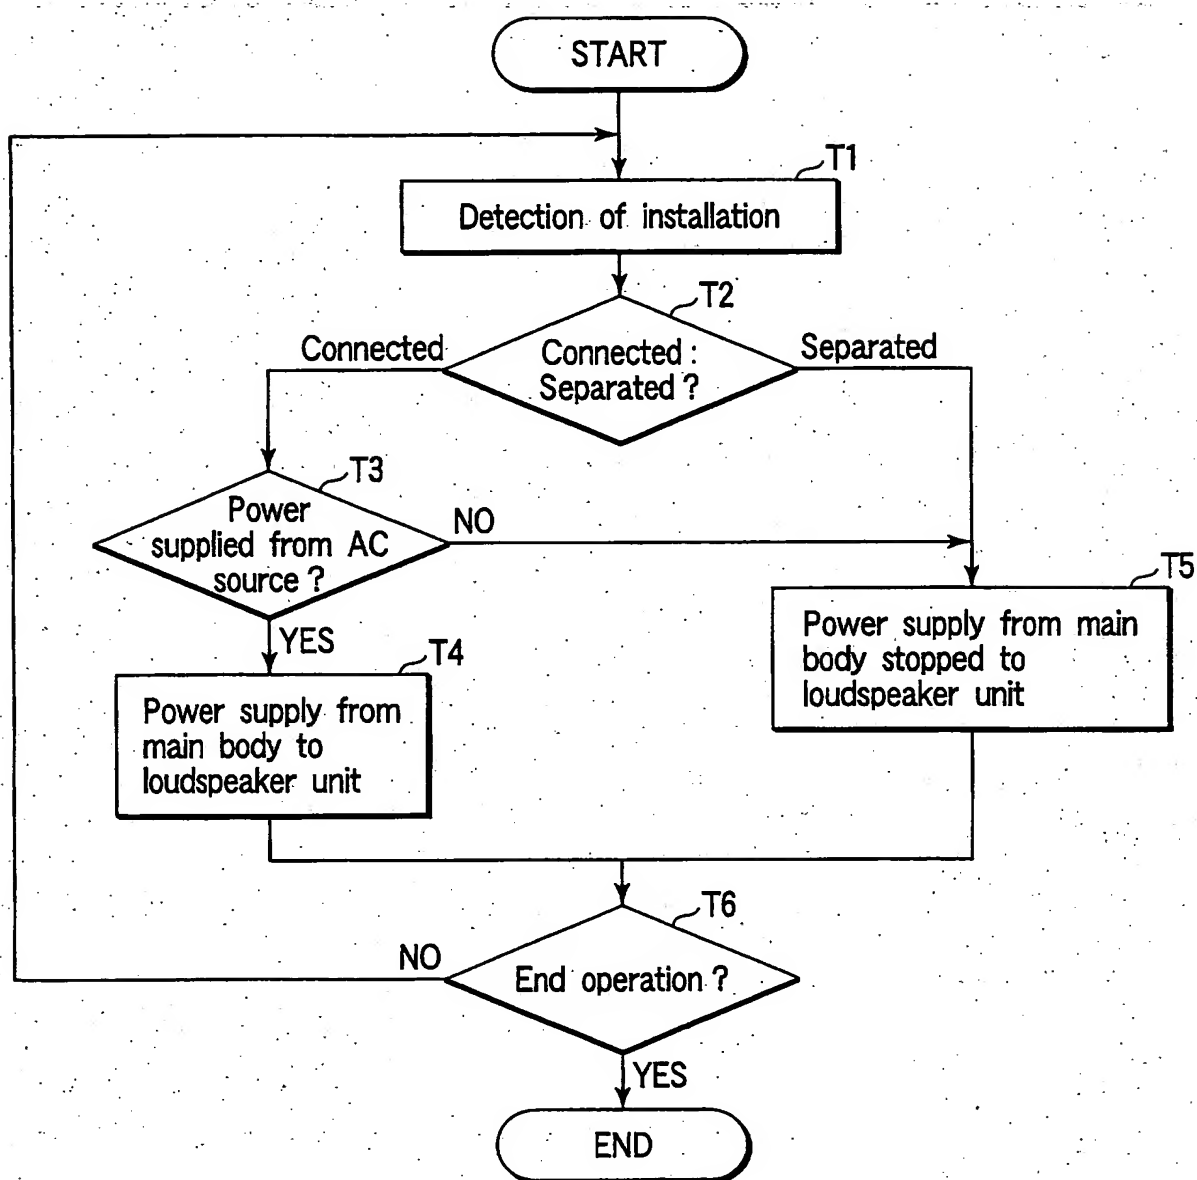 START
T1
Detection of installation
T2
Connected
Connected :
Separated ?
Separated
T3
Power
supplied from AC
source ?
NO
YES
T4
Power supply from
main body to
loudspeaker unit
T5
Power supply from main
body stopped to
loudspeaker unit
T6
NO
End operation ?
YES
END